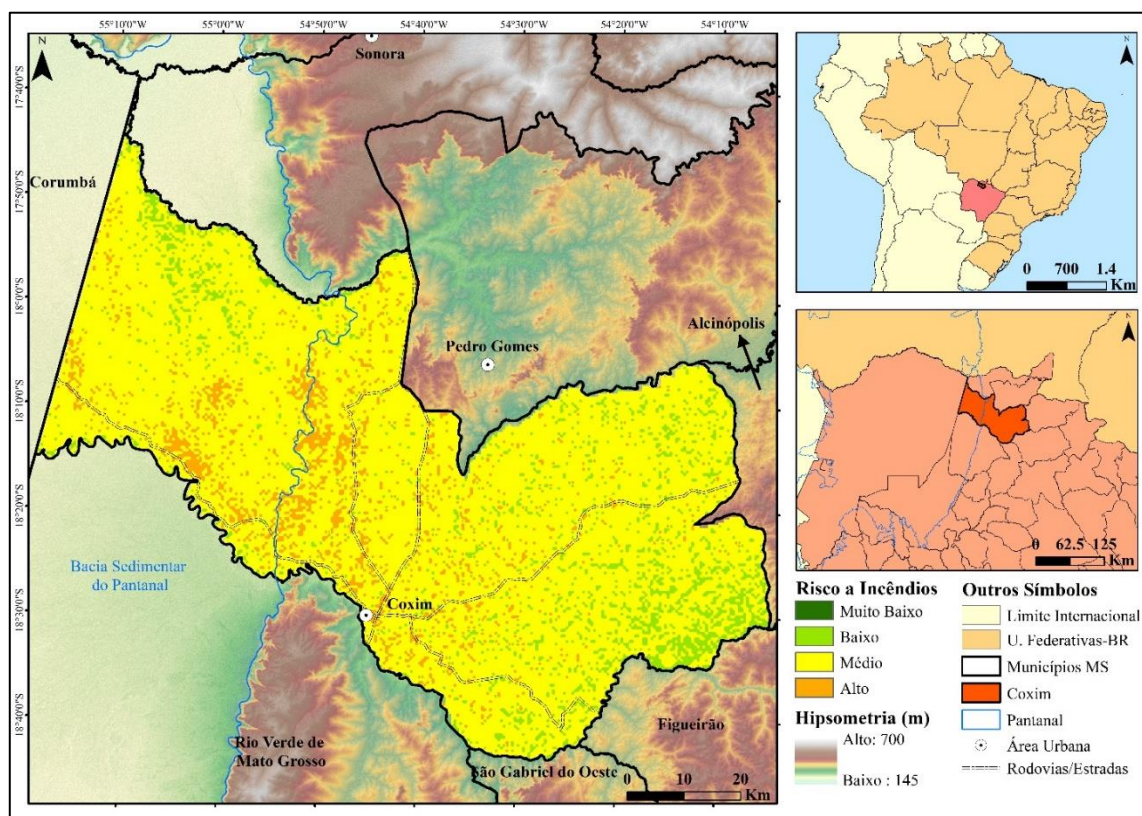 55°10'0"W 55°0'0"W 54°50'0"W 54°40'0"W 54°30'0"W 54°20'0"W 54°10'0"W
N
Sonora
17°40'0"S
Corumbá
17°50'0"S
18°0'0"S
Alcinópolis
Pedro Gomes
18°10'0"S
18°20'0"S
Bacia Sedimentar
do Pantanal
18°30'0"S
Coxim
18°40'0"S
Figueirão
Rio Verde de
Mato Grosso
São Gabriel do Oeste
0 10 20
Km
N
0 700 1.4
Km
N
0 62.5 125
Km
Risco a Incêndios
Muito Baixo
Baixo
Médio
Alto
Hipsometria (m)
Alto: 700
Baixo : 145
Outros Símbolos
Limite Internacional
U. Federativas-BR
Municípios MS
Coxim
Pantanal
Área Urbana
Rodovias/Estradas